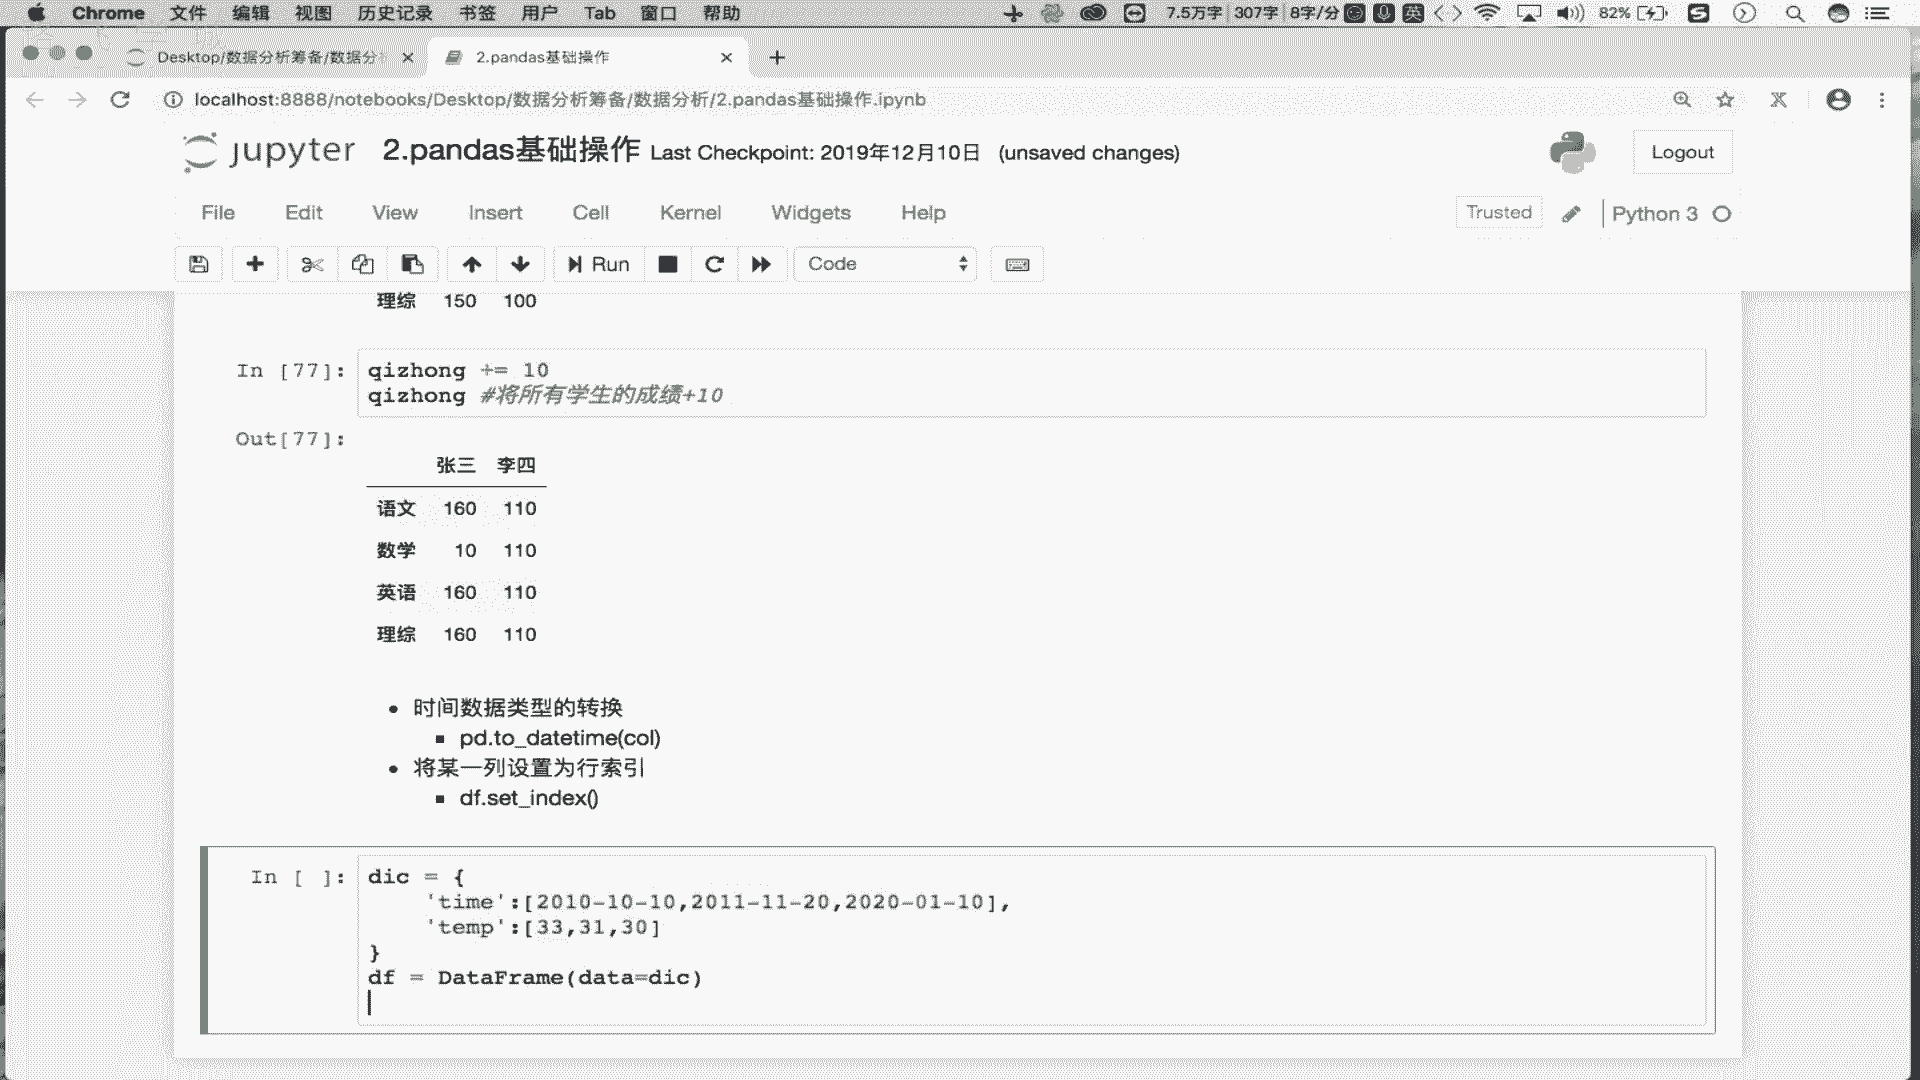 Chrome 文件 编辑 视图 历史记录 书签 用户 Tab 窗口 帮助 7.5万字 307字 8字/分 英 82%
Desktop/数据分析筹备/数据分 2.pandas基础操作
localhost:8888/notebooks/Desktop/数据分析筹备/数据分析/2.pandas基础操作.ipynb
jupyter 2.pandas基础操作 Last Checkpoint: 2019年12月10日 (unsaved changes) Logout
File Edit View Insert Cell Kernel Widgets Help Trusted Python 3
Run Code
理综 150 100
In [77]: qizhong += 10
qizhong #将所有学生的成绩+10
Out[77]:
张三 李四
语文 160 110
数学 10 110
英语 160 110
理综 160 110
• 时间数据类型的转换
▪ pd.to_datetime(col)
• 将某一列设置为行索引
▪ df.set_index()
In [ ]: dic = {
'time':[2010-10-10,2011-11-20,2020-01-10],
'temp':[33,31,30]
}
df = DataFrame(data=dic)